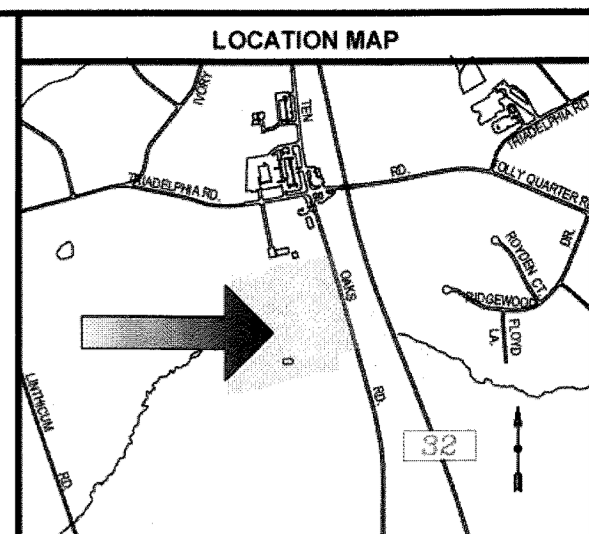 LOCATION MAP
IVORY
TEN
TRIADELPHIA RD.
TRIADELPHIA RD.
RD.
FOLLY QUARTER RD
DR.
ROYDEN CT.
RIDGEWOOD
FLOYD
LA.
OAKS
RD.
LINTHICUM
RD.
32